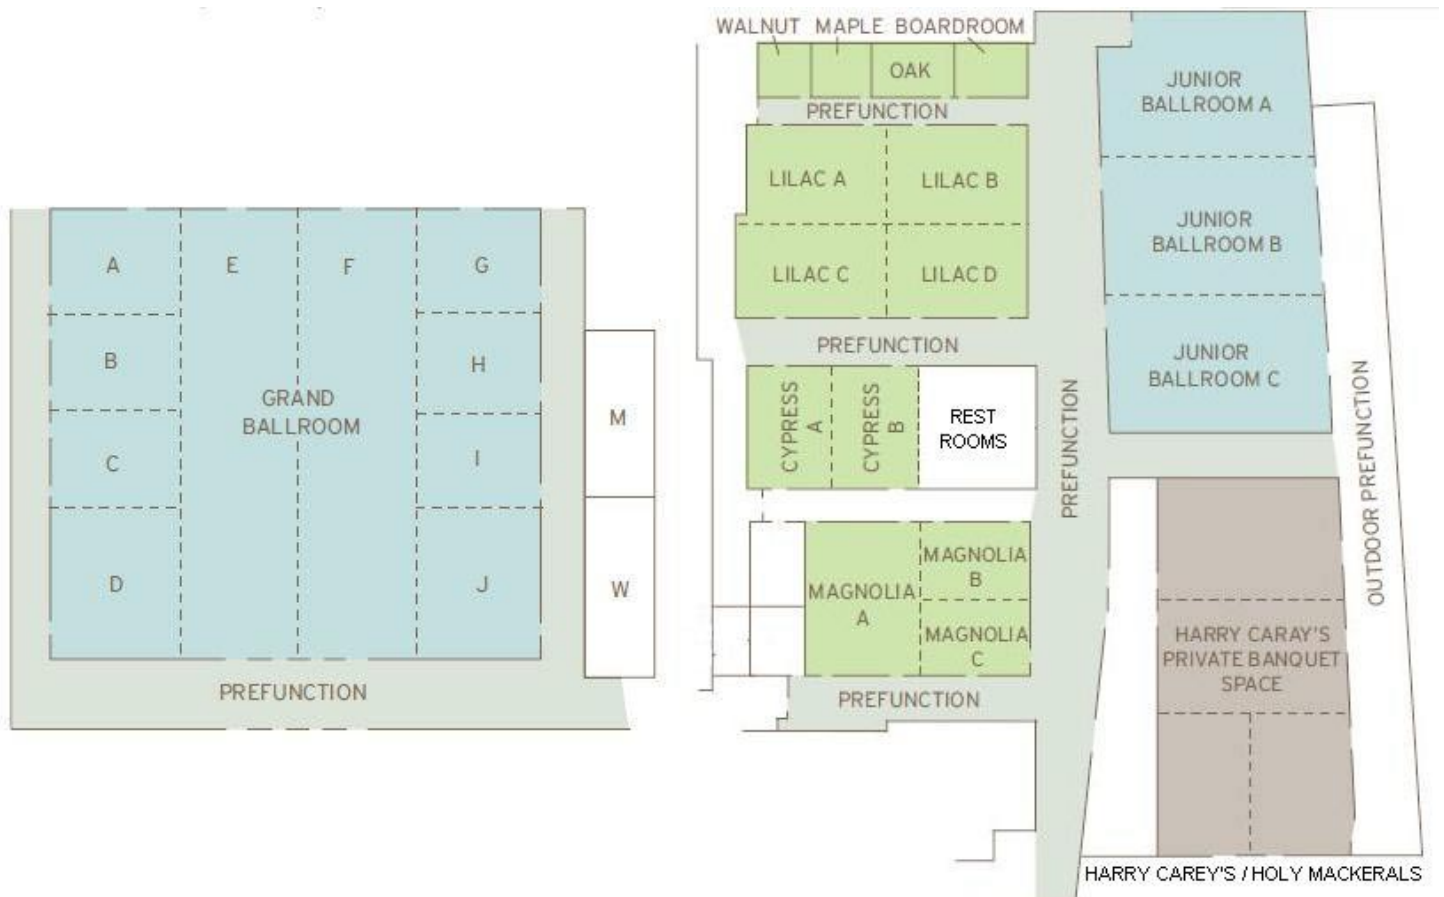 WALNUT MAPLE BOARDROOM
OAK
PREFUNCTION
LILAC A
LILAC B
LILAC C
LILAC D
PREFUNCTION
CYPRESS
A
CYPRESS
B
REST
ROOMS
MAGNOLIA
A
MAGNOLIA
B
MAGNOLIA
C
PREFUNCTION
PREFUNCTION
JUNIOR
BALLROOM A
JUNIOR
BALLROOM B
JUNIOR
BALLROOM C
OUTDOOR PREFUNCTION
HARRY CARAY'S
PRIVATE BANQUET
SPACE
HARRY CAREY'S / HOLY MACKERALS
A
E
F
G
B
H
GRAND
BALLROOM
C
I
D
J
M
W
PREFUNCTION